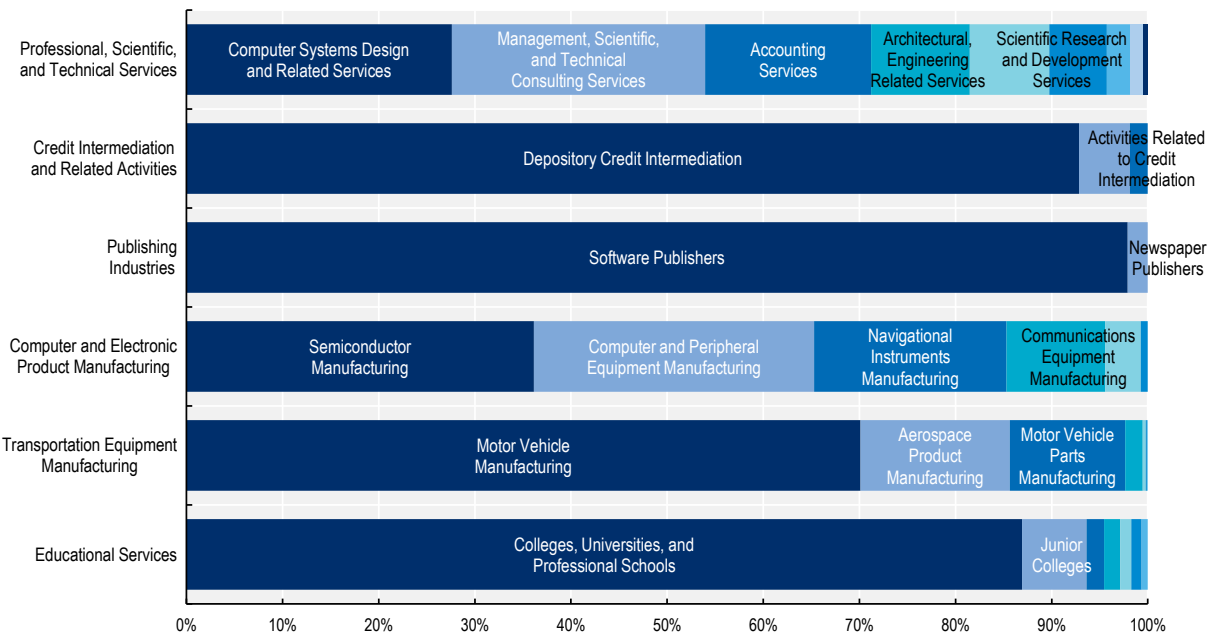 Professional, Scientific,
and Technical Services
Computer Systems Design
and Related Services
Management, Scientific,
and Technical
Consulting Services
Accounting
Services
Architectural,
Engineering
Related Services
Scientific Research
and Development
Services
Credit Intermediation
and Related Activities
Depository Credit Intermediation
Activities Related
to Credit
Intermediation
Publishing
Industries
Software Publishers
Newspaper
Publishers
Computer and Electronic
Product Manufacturing
Semiconductor
Manufacturing
Computer and Peripheral
Equipment Manufacturing
Navigational
Instruments
Manufacturing
Communications
Equipment
Manufacturing
Transportation Equipment
Manufacturing
Motor Vehicle
Manufacturing
Aerospace
Product
Manufacturing
Motor Vehicle
Parts
Manufacturing
Educational Services
Colleges, Universities, and
Professional Schools
Junior
Colleges
0% 10% 20% 30% 40% 50% 60% 70% 80% 90% 100%